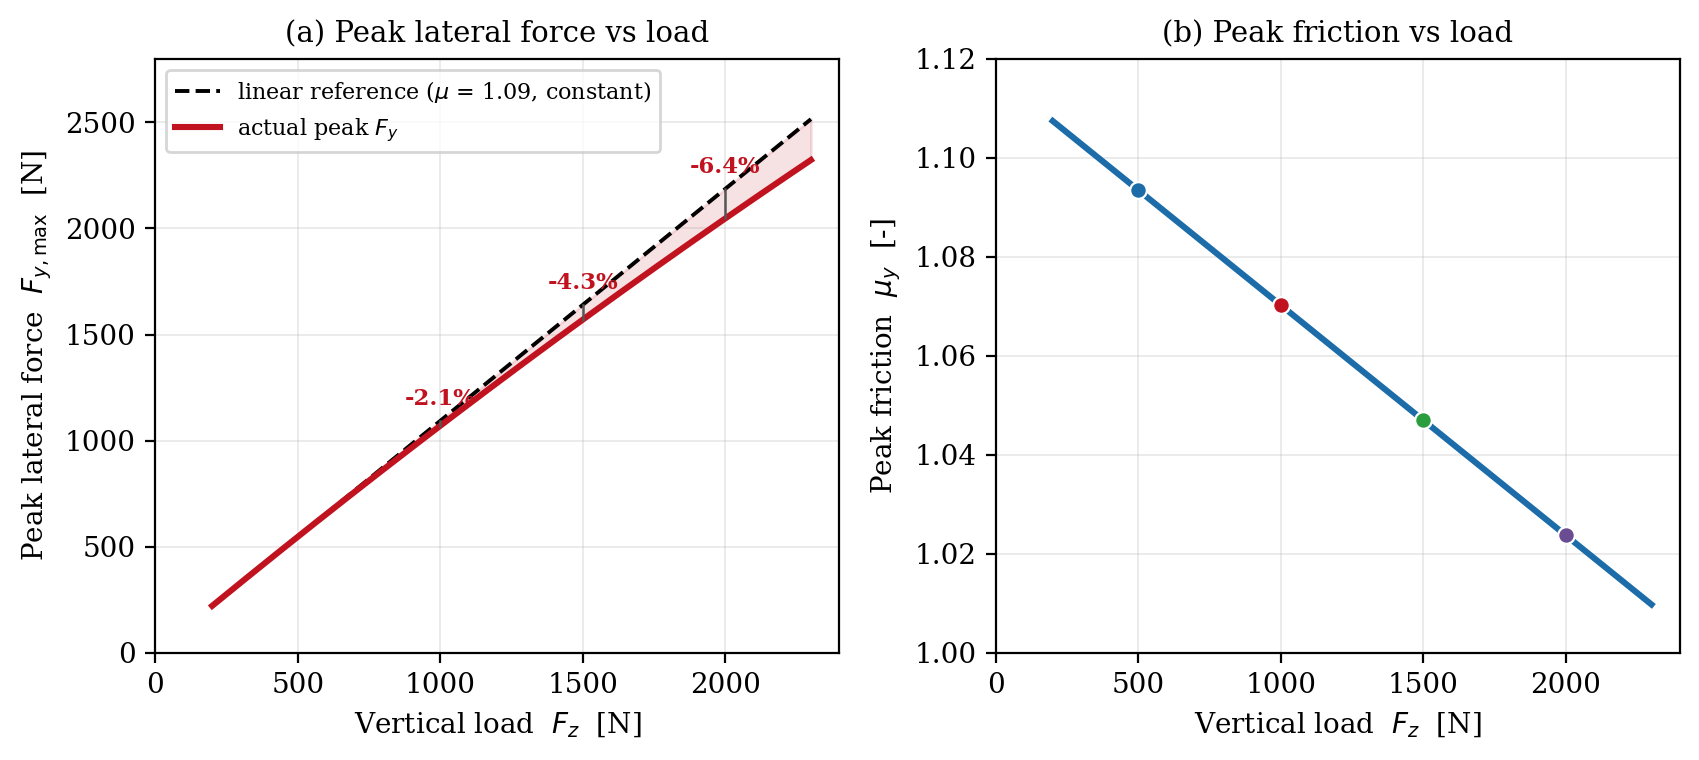 (a) Peak lateral force vs load
linear reference (μ = 1.09, constant)
actual peak F_y
-6.4%
-4.3%
-2.1%
2500
2000
1500
1000
500
0
0 500 1000 1500 2000
Peak lateral force F_{y,max} [N]
Vertical load F_z [N]
(b) Peak friction vs load
1.12
1.10
1.08
1.06
1.04
1.02
1.00
0 500 1000 1500 2000
Peak friction μ_y [-]
Vertical load F_z [N]